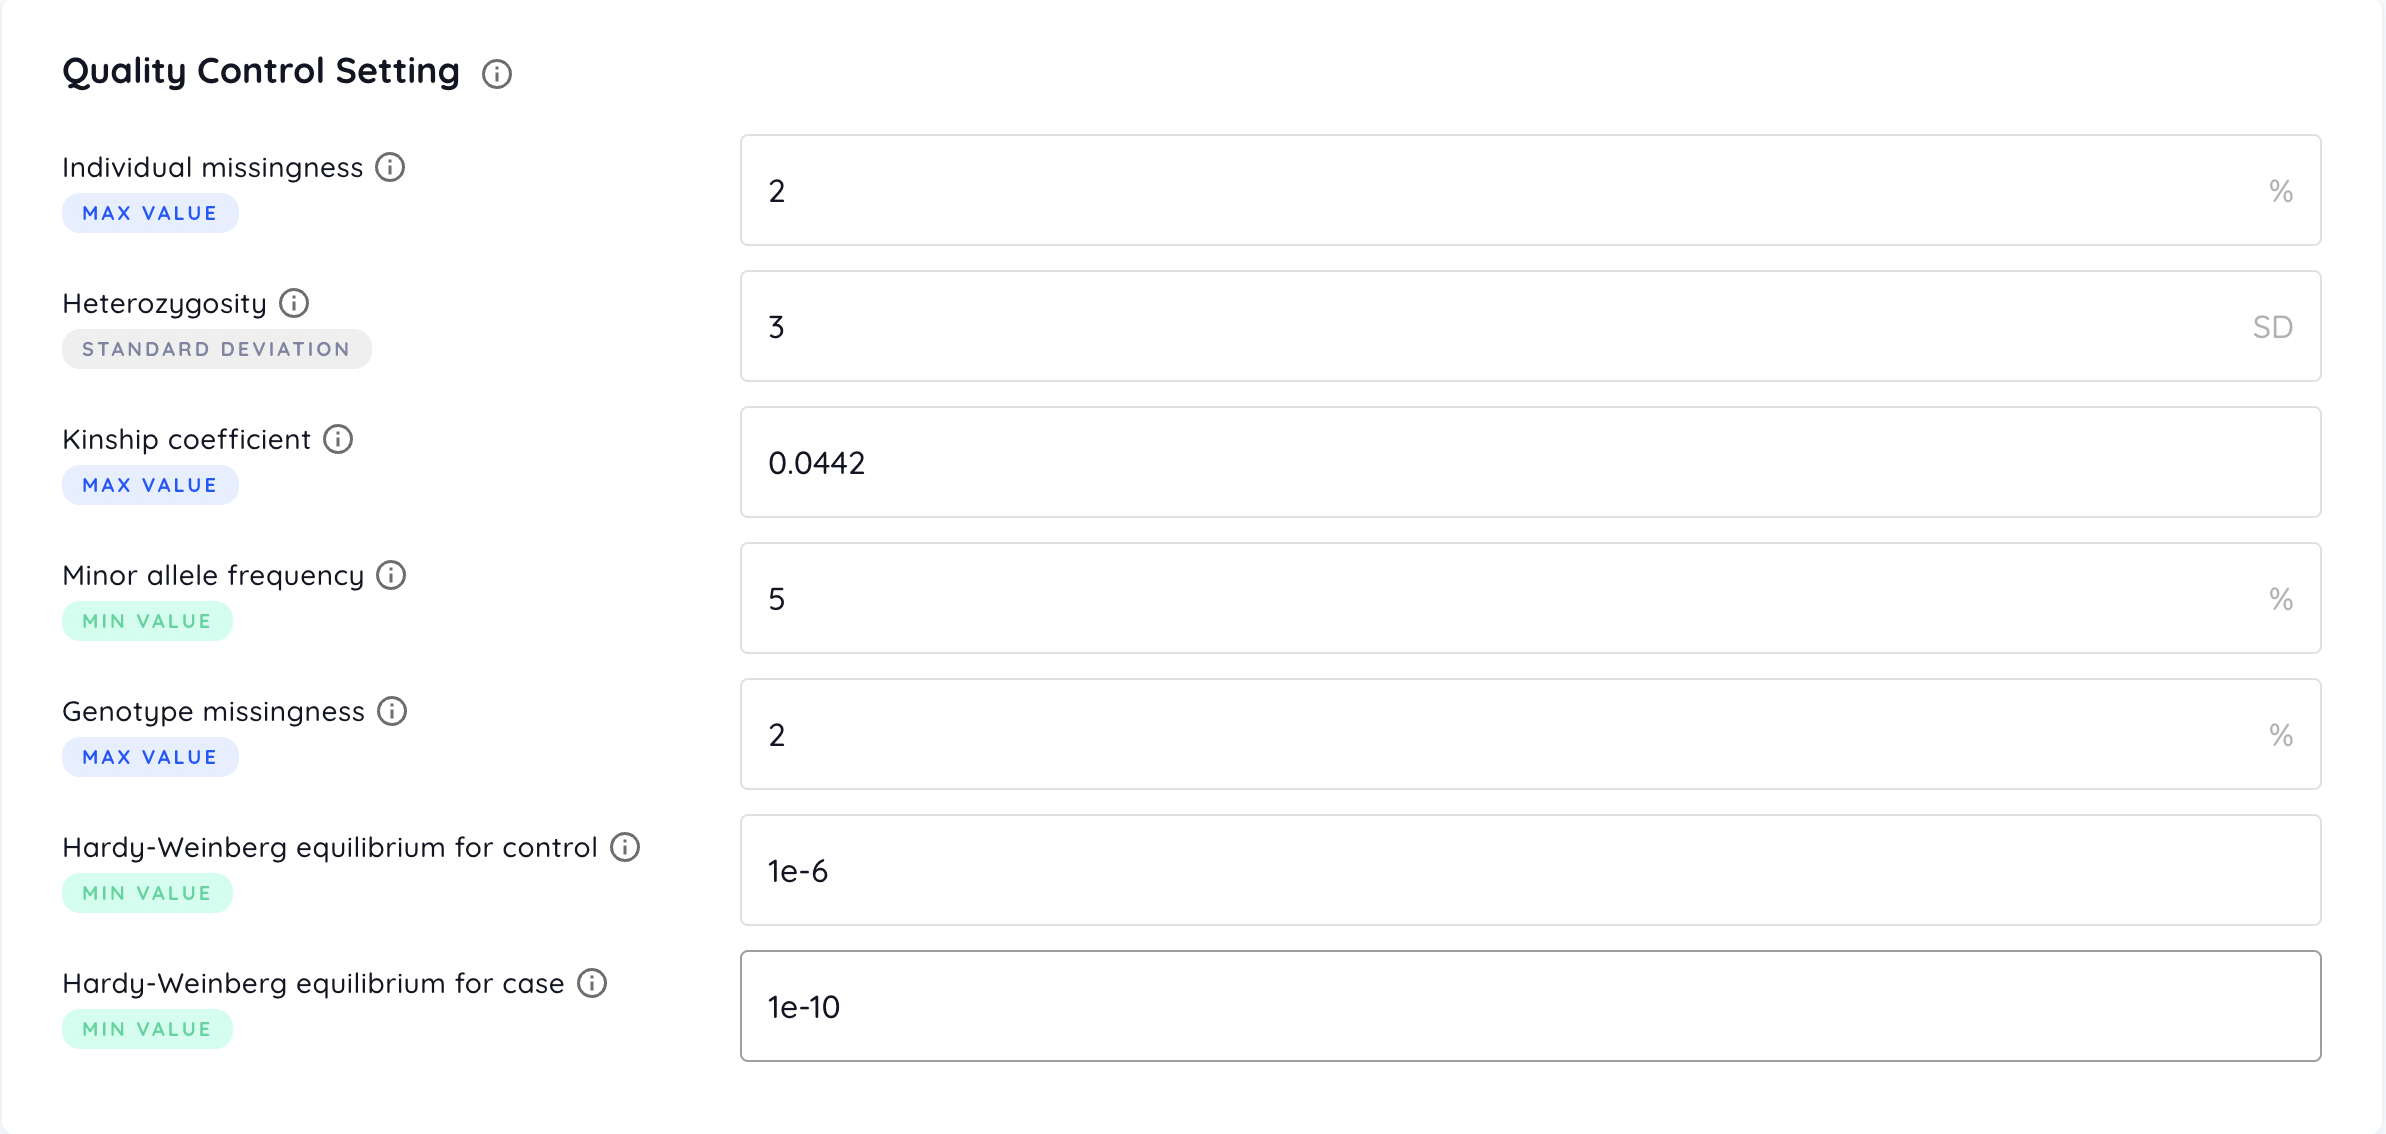 Quality Control Setting
Individual missingness
MAX VALUE
2 %
Heterozygosity
STANDARD DEVIATION
3 SD
Kinship coefficient
MAX VALUE
0.0442
Minor allele frequency
MIN VALUE
5 %
Genotype missingness
MAX VALUE
2 %
Hardy-Weinberg equilibrium for control
MIN VALUE
1e-6
Hardy-Weinberg equilibrium for case
MIN VALUE
1e-10